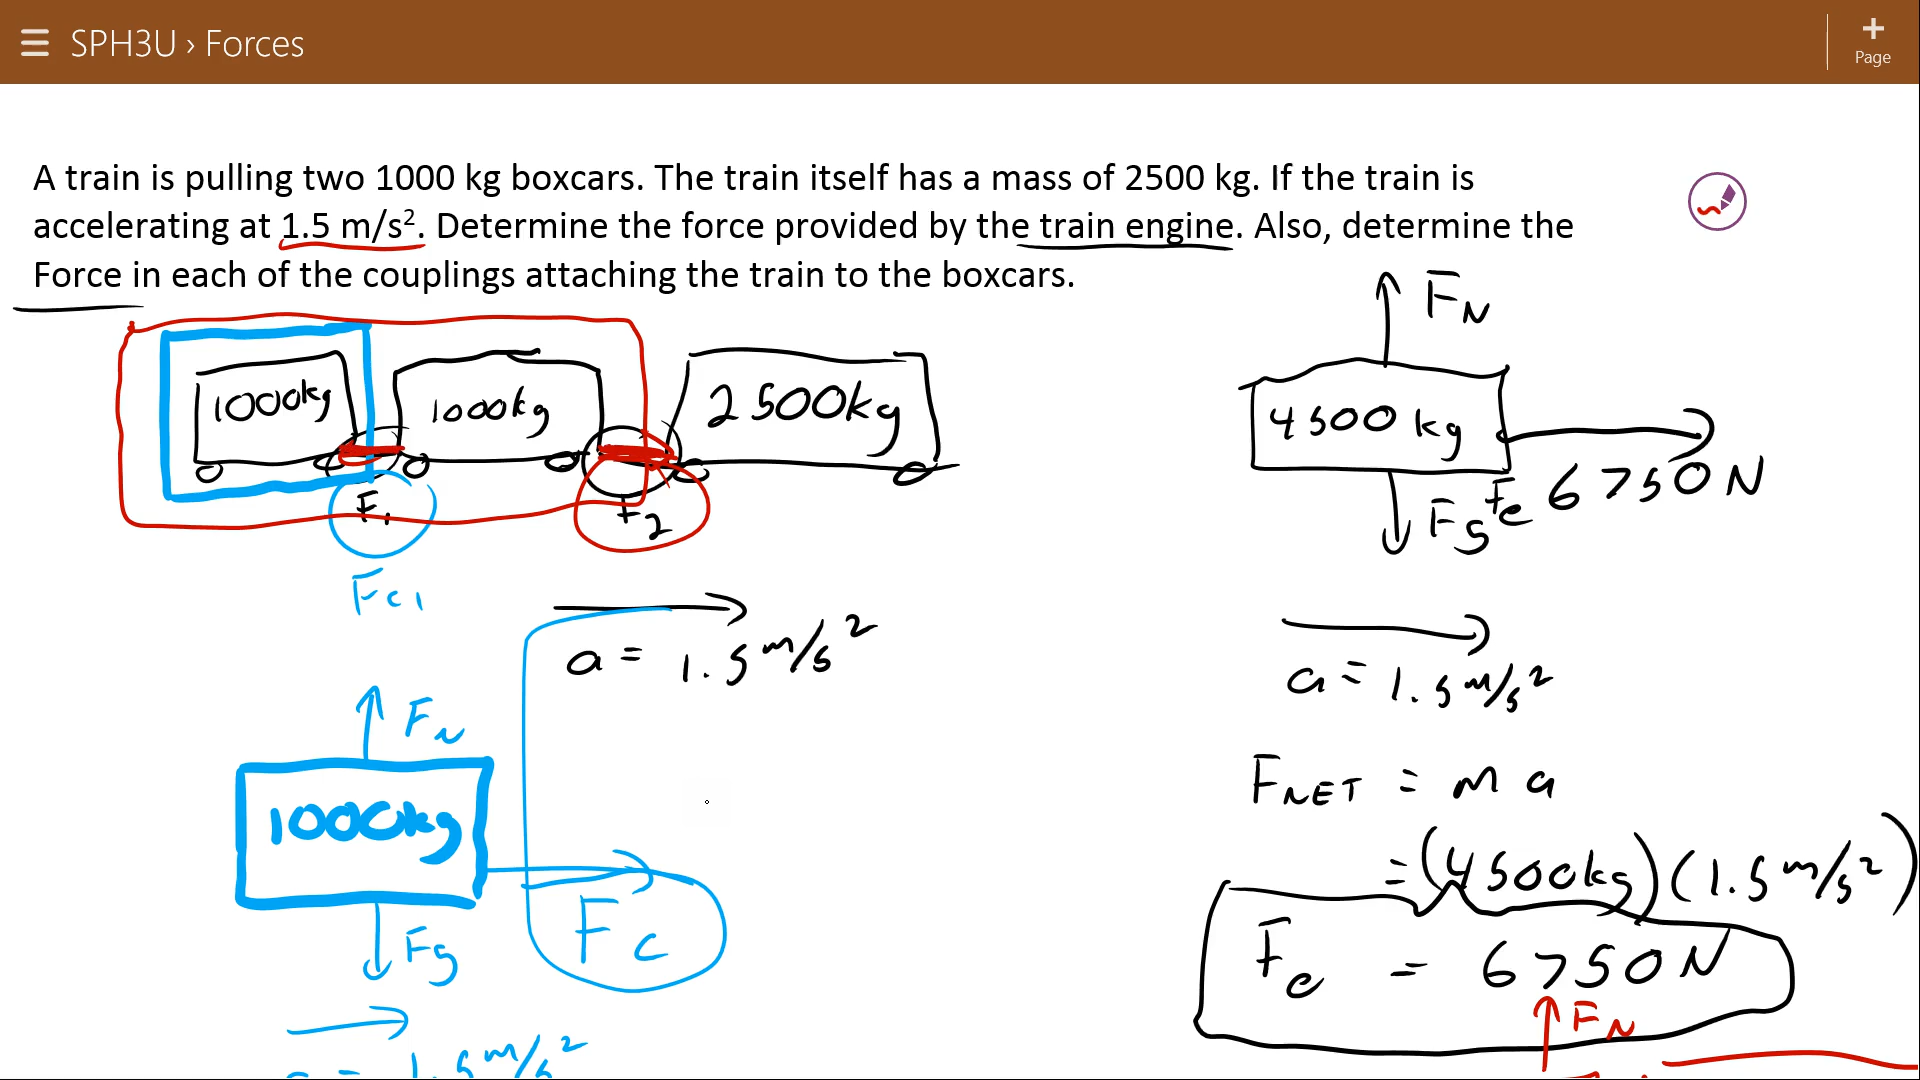 SPH3U › Forces
+
Page
A train is pulling two 1000 kg boxcars. The train itself has a mass of 2500 kg. If the train is
accelerating at 1.5 m/s². Determine the force provided by the train engine. Also, determine the
Force in each of the couplings attaching the train to the boxcars.
1000kg
1000kg
2500kg
F1
F2
Fc1
a = 1.5 m/s²
FN
1000kg
Fc
Fg
a = 1.5 m/s²
FN
4500 kg
Fe 6750N
Fg
a = 1.5 m/s²
FNET = m a
= (4500kg)(1.5 m/s²)
Fe = 6750N
FN